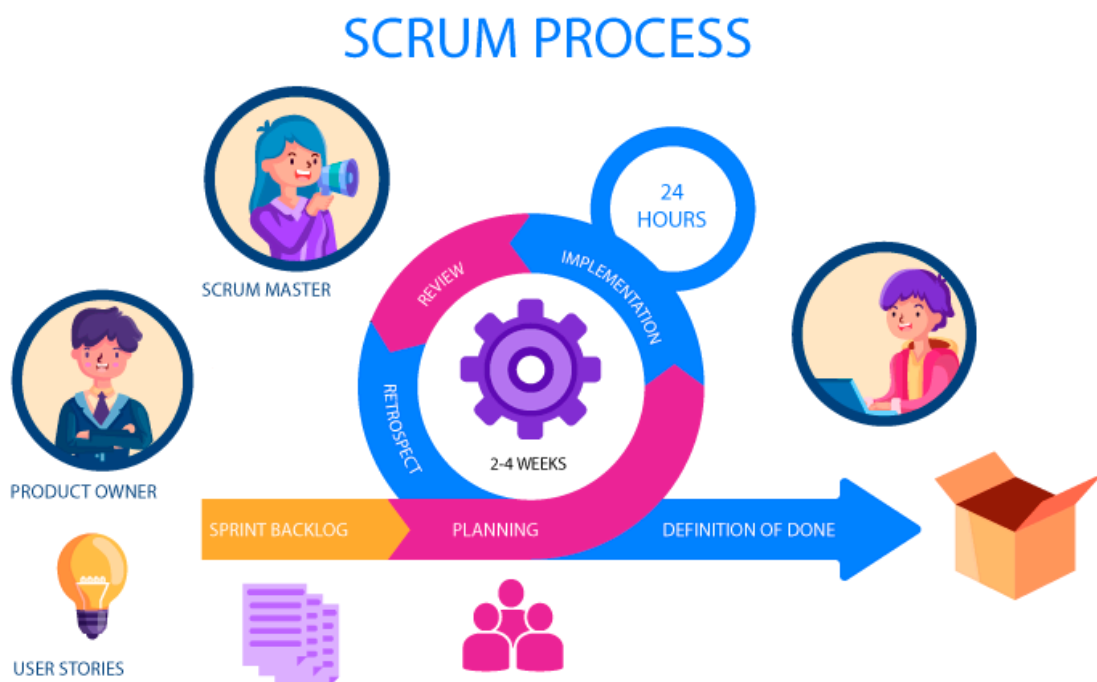 SCRUM PROCESS
24
HOURS
SCRUM MASTER
REVIEW
IMPLEMENTATION
RETROSPECT
2-4 WEEKS
PRODUCT OWNER
SPRINT BACKLOG
PLANNING
DEFINITION OF DONE
USER STORIES